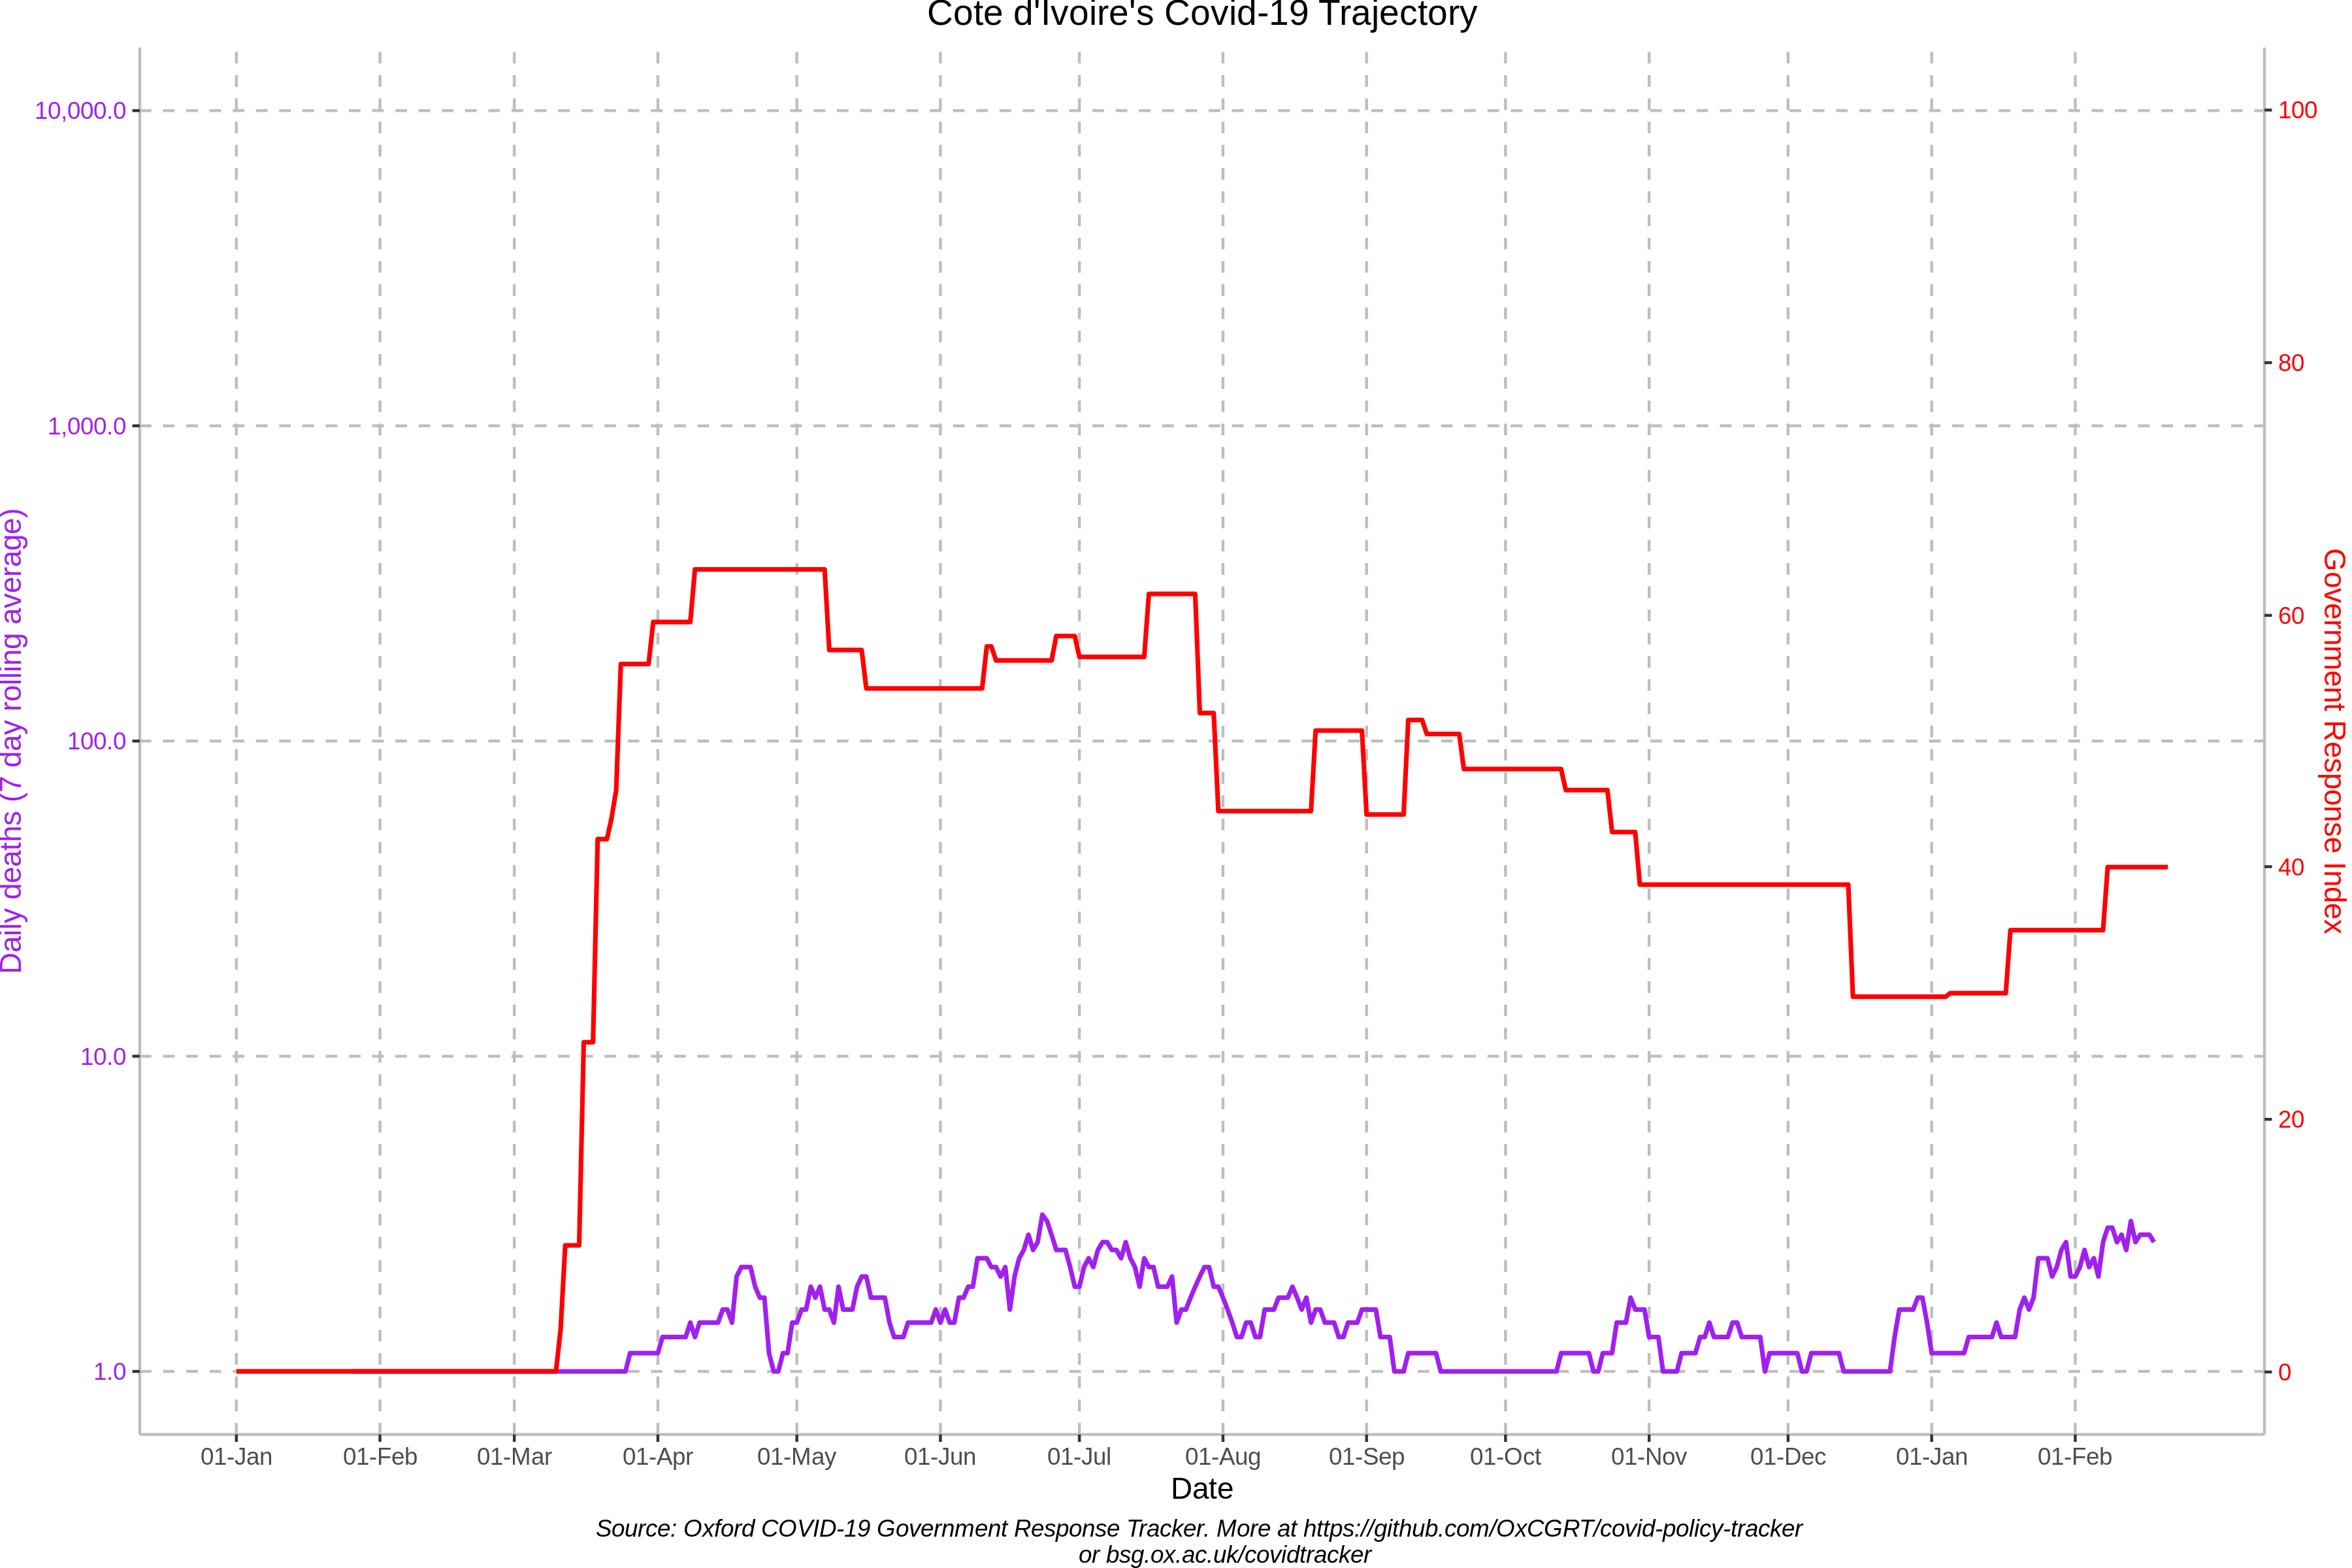 Cote d'Ivoire's Covid-19 Trajectory
10,000.0
1,000.0
100.0
10.0
1.0
Daily deaths (7 day rolling average)
100
80
60
40
20
0
Government Response Index
01-Jan
01-Feb
01-Mar
01-Apr
01-May
01-Jun
01-Jul
01-Aug
01-Sep
01-Oct
01-Nov
01-Dec
01-Jan
01-Feb
Date
Source: Oxford COVID-19 Government Response Tracker. More at https://github.com/OxCGRT/covid-policy-tracker
or bsg.ox.ac.uk/covidtracker